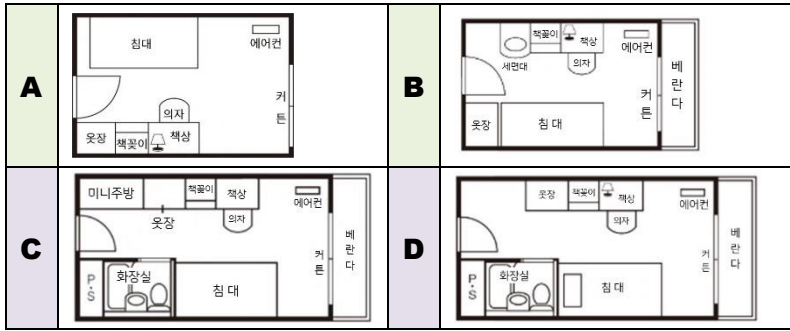 A
침대
에어컨
커튼
의자
옷장
책꽂이
책상
B
책꽂이
책상
에어컨
세면대
의자
커튼
베란다
옷장
침대
C
미니주방
책꽂이
책상
에어컨
옷장
의자
커튼
베란다
P.S
화장실
침대
D
옷장
책꽂이
책상
에어컨
의자
커튼
베란다
P.S
화장실
침대